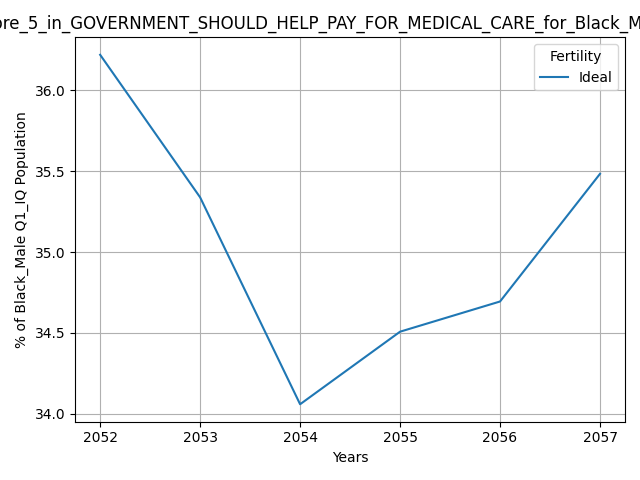 ore_5_in_GOVERNMENT_SHOULD_HELP_PAY_FOR_MEDICAL_CARE_for_Black_M
Fertility
Ideal
36.0
35.5
35.0
34.5
34.0
% of Black_Male Q1_IQ Population
2052 2053 2054 2055 2056 2057
Years